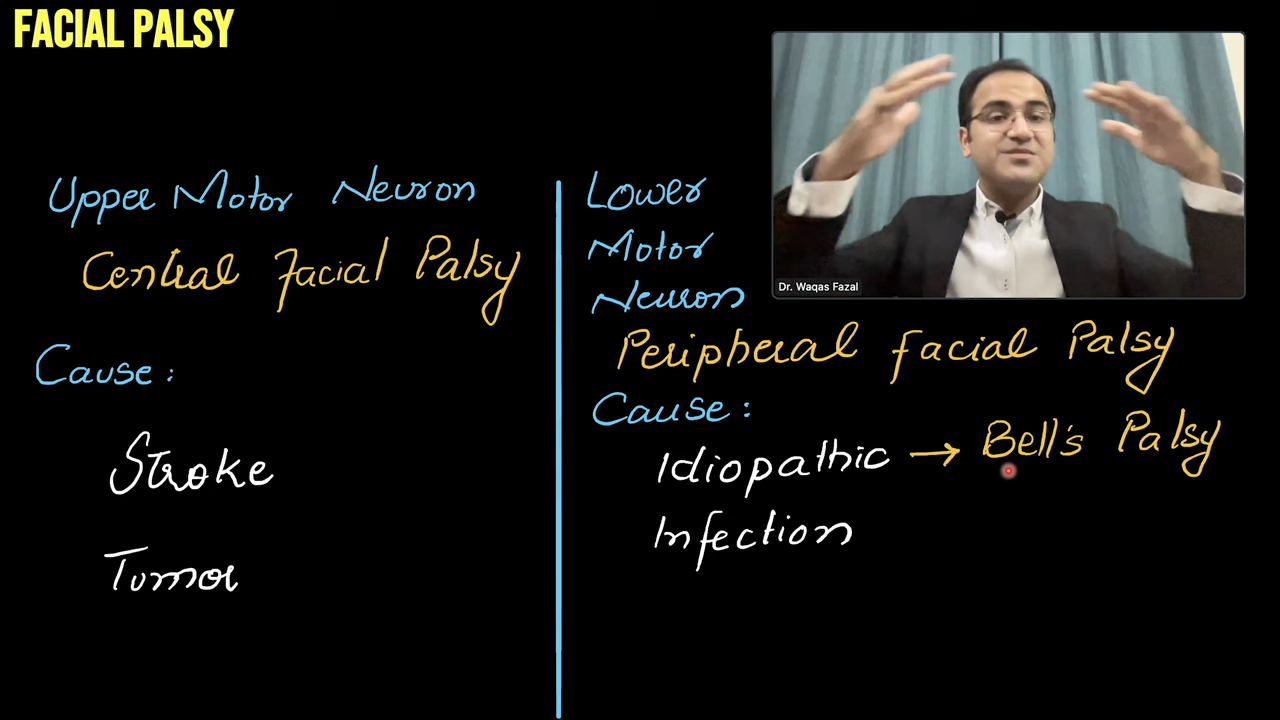 FACIAL PALSY
Upper Motor Neuron
Central Facial Palsy
Cause:
Stroke
Tumor
Lower
Motor
Neuron
Peripheral Facial Palsy
Cause:
Idiopathic → Bell's Palsy
Infection
Dr. Waqas Fazal